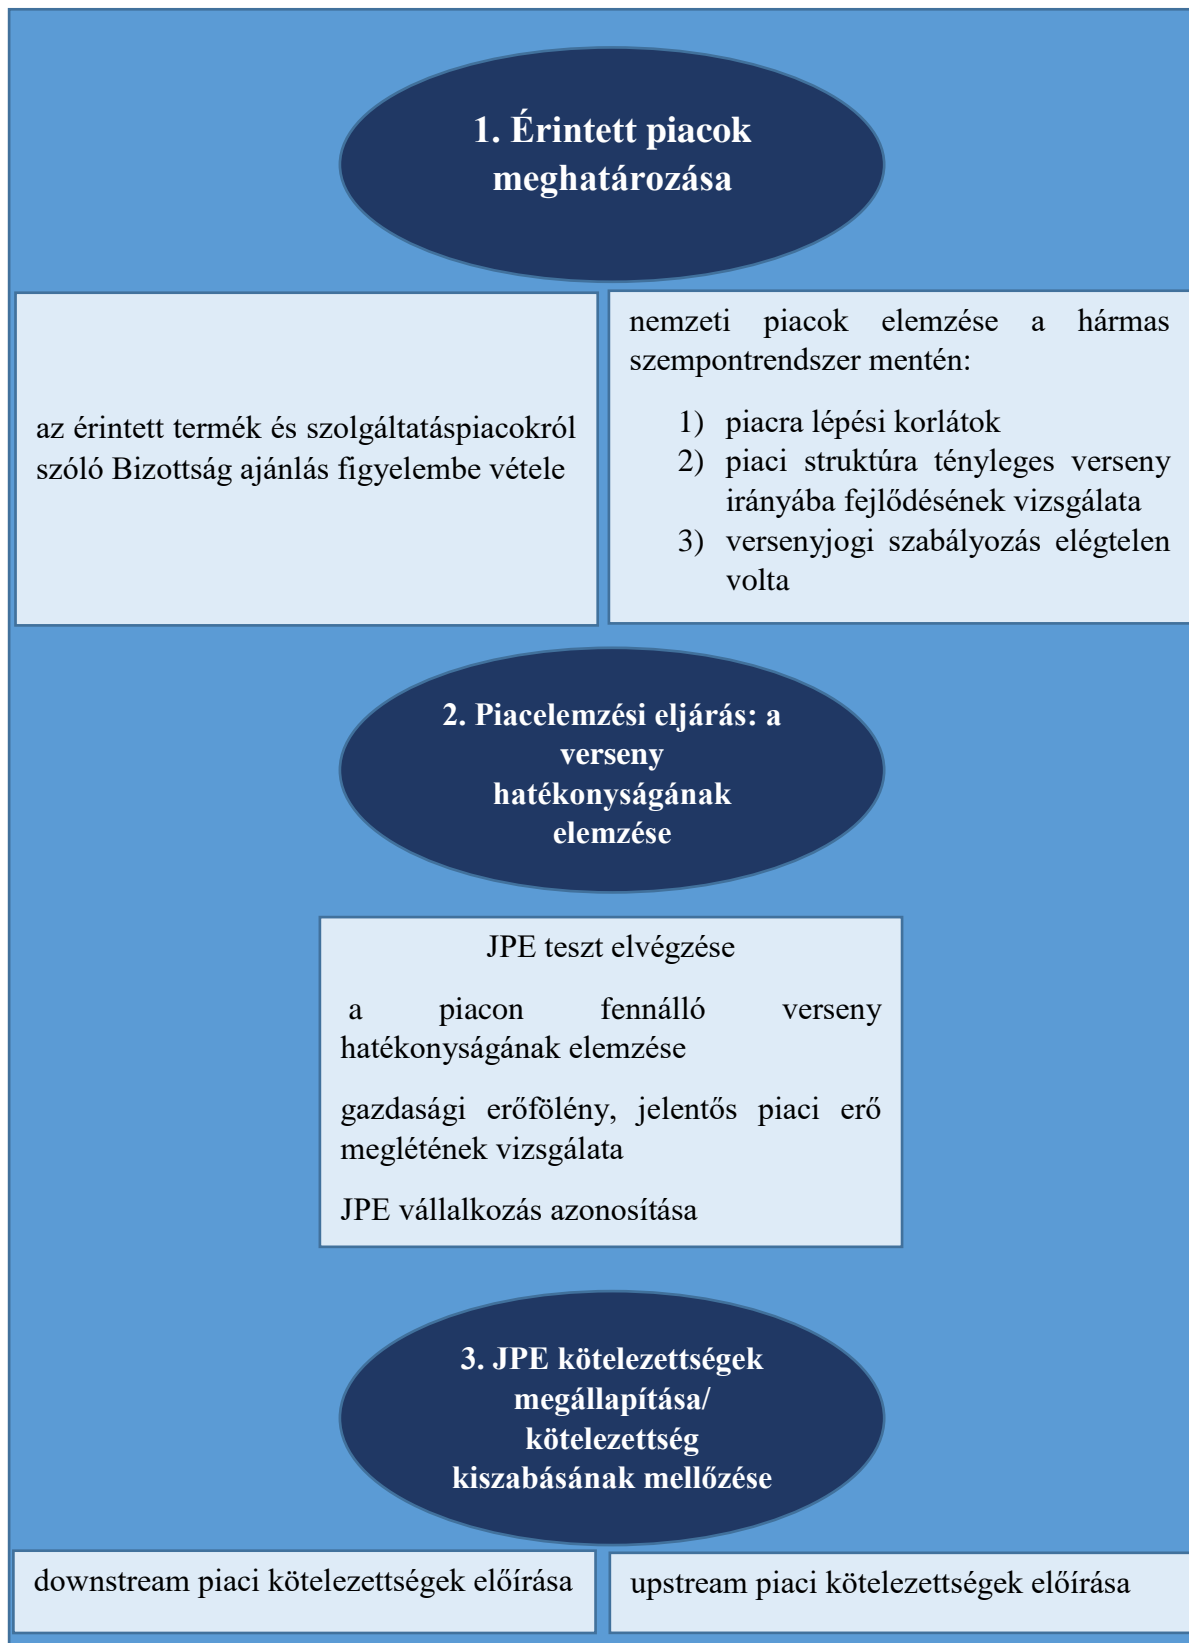 1. Érintett piacok
meghatározása
az érintett termék és szolgáltatáspiacokról
szóló Bizottság ajánlás figyelembe vétele
nemzeti piacok elemzése a hármas
szempontrendszer mentén:
1) piacra lépési korlátok
2) piaci struktúra tényleges verseny
irányába fejlődésének vizsgálata
3) versenyjogi szabályozás elégtelen
volta
2. Piacelemzési eljárás: a
verseny
hatékonyságának
elemzése
JPE teszt elvégzése
a piacon fennálló verseny
hatékonyságának elemzése
gazdasági erőfölény, jelentős piaci erő
meglétének vizsgálata
JPE vállalkozás azonosítása
3. JPE kötelezettségek
megállapítása/
kötelezettség
kiszabásának mellőzése
downstream piaci kötelezettségek előírása
upstream piaci kötelezettségek előírása